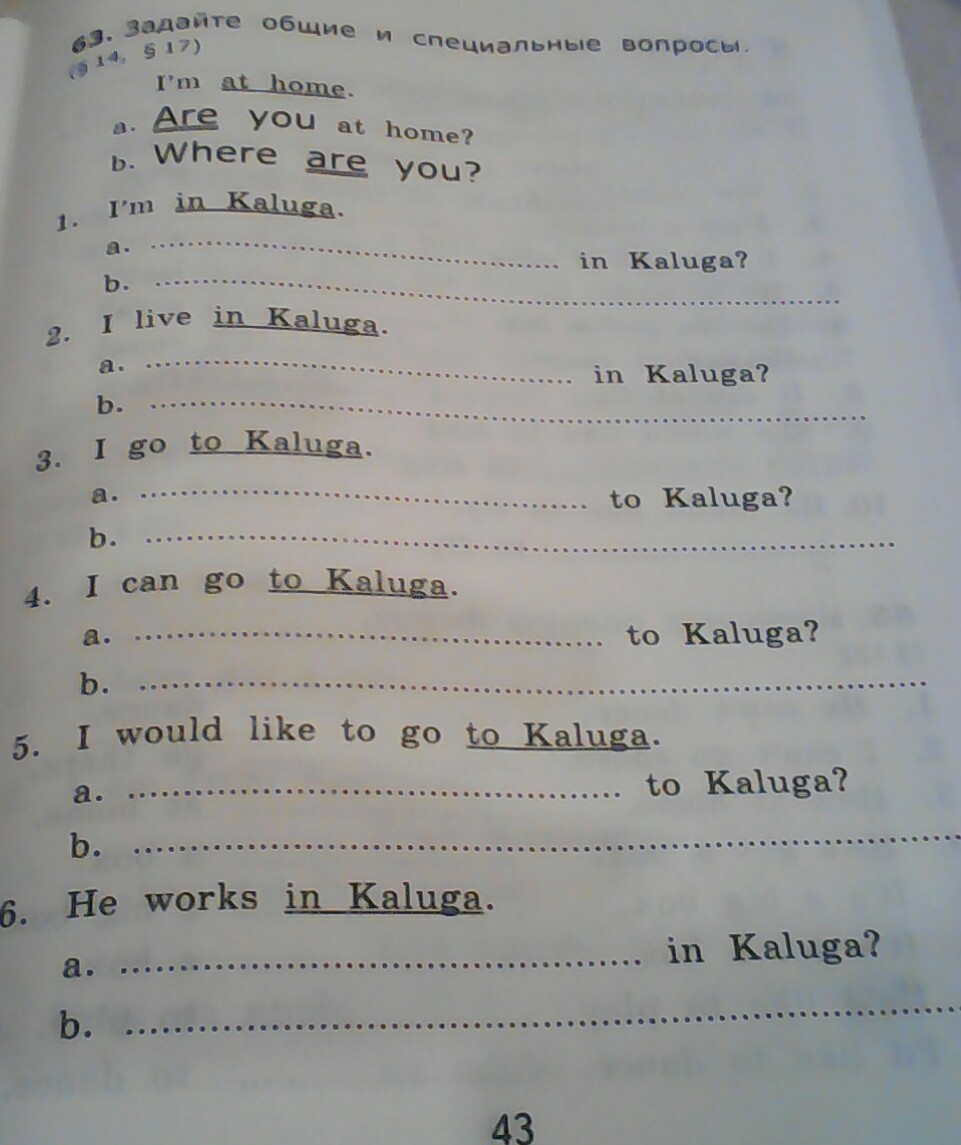 63. Задайте общие и специальные вопросы.
(§ 14, § 17)
I'm at home.
a. Are you at home?
b. Where are you?
1. I'm in Kaluga.
a. .......................................... in Kaluga?
b. ..........................................
2. I live in Kaluga.
a. .......................................... in Kaluga?
b. ..........................................
3. I go to Kaluga.
a. .......................................... to Kaluga?
b. ..........................................
4. I can go to Kaluga.
a. .......................................... to Kaluga?
b. ..........................................
5. I would like to go to Kaluga.
a. .......................................... to Kaluga?
b. ..........................................
6. He works in Kaluga.
a. .......................................... in Kaluga?
b. ..........................................
43